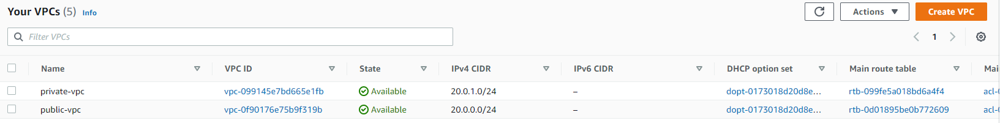 Your VPCs (5) Info
Actions
Create VPC
Filter VPCs
1
Name VPC ID State IPv4 CIDR IPv6 CIDR DHCP option set Main route table Mai
private-vpc vpc-099145e7bd665e1fb Available 20.0.1.0/24 – dopt-0173018d20d8e... rtb-099fe5a018bd6a4f4 acl-0
public-vpc vpc-0f90176e75b9f319b Available 20.0.0.0/24 – dopt-0173018d20d8e... rtb-0d01895be0b772609 acl-0